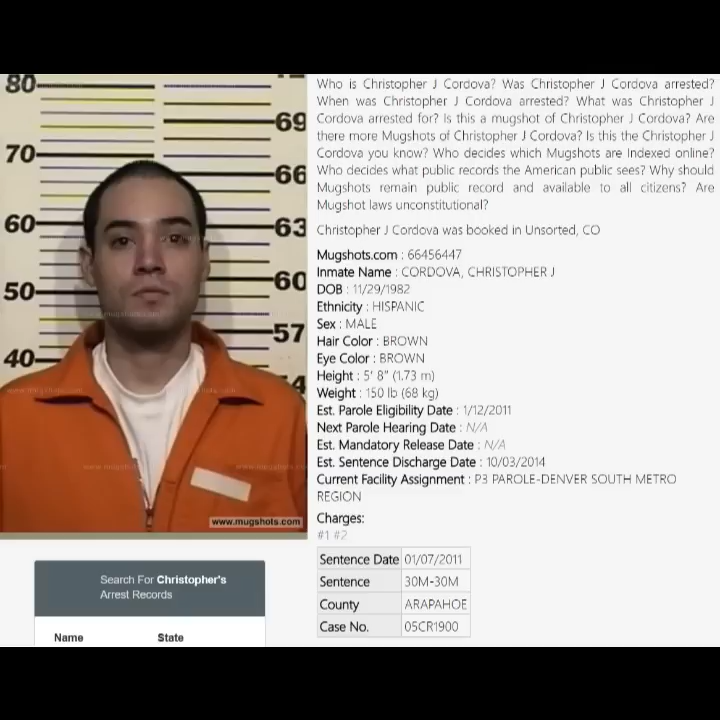 80
70
60
50
40
69
66
63
60
57
www.mugshots.com
Who is Christopher J Cordova? Was Christopher J Cordova arrested?
When was Christopher J Cordova arrested? What was Christopher J
Cordova arrested for? Is this a mugshot of Christopher J Cordova? Are
there more Mugshots of Christopher J Cordova? Is this the Christopher J
Cordova you know? Who decides which Mugshots are Indexed online?
Who decides what public records the American public sees? Why should
Mugshots remain public record and available to all citizens? Are
Mugshot laws unconstitutional?
Christopher J Cordova was booked in Unsorted, CO
Mugshots.com : 66456447
Inmate Name : CORDOVA, CHRISTOPHER J
DOB : 11/29/1982
Ethnicity : HISPANIC
Sex : MALE
Hair Color : BROWN
Eye Color : BROWN
Height : 5' 8" (1.73 m)
Weight : 150 lb (68 kg)
Est. Parole Eligibility Date : 1/12/2011
Next Parole Hearing Date : N/A
Est. Mandatory Release Date : N/A
Est. Sentence Discharge Date : 10/03/2014
Current Facility Assignment : P3 PAROLE-DENVER SOUTH METRO
REGION
Charges:
#1 #2
Sentence Date 01/07/2011
Sentence 30M-30M
County ARAPAHOE
Case No. 05CR1900
Search For Christopher's
Arrest Records
Name State